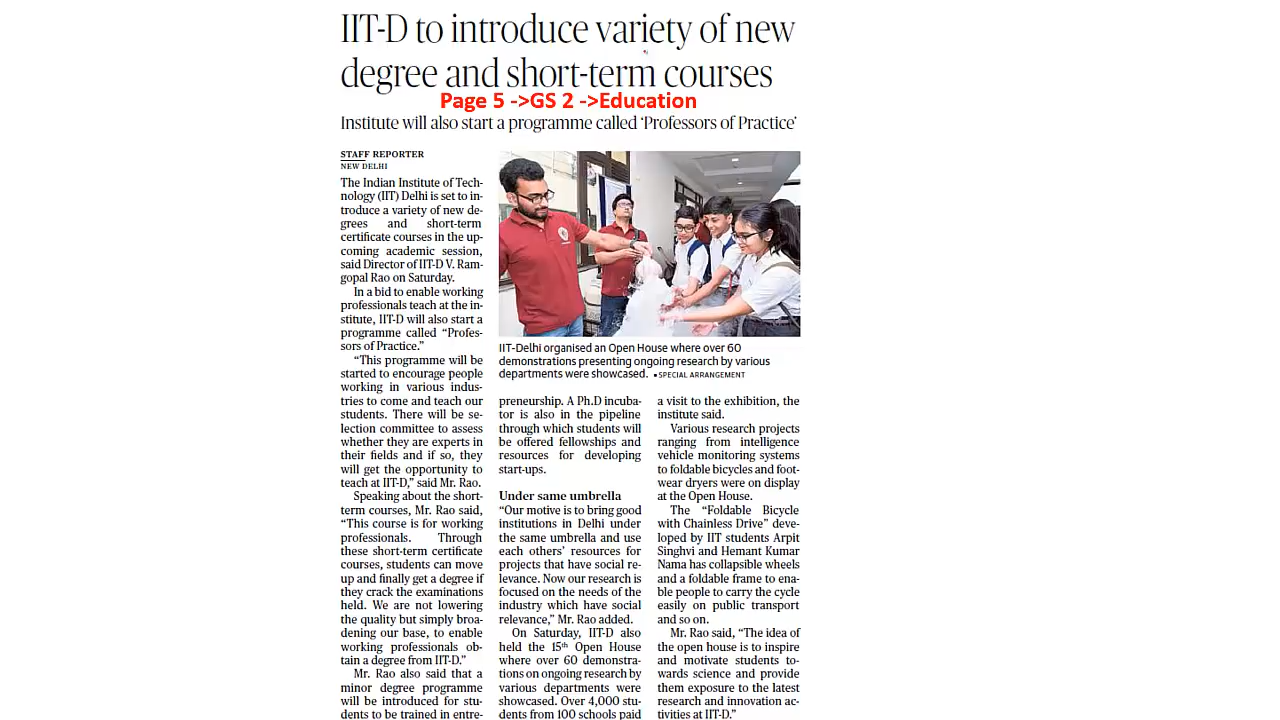 IIT-D to introduce variety of new
degree and short-term courses
Page 5 ->GS 2 ->Education
Institute will also start a programme called ‘Professors of Practice’
STAFF REPORTER
NEW DELHI
The Indian Institute of Tech-
nology (IIT) Delhi is set to in-
troduce a variety of new de-
grees and short-term
certificate courses in the up-
coming academic session,
said Director of IIT-D V. Ram-
gopal Rao on Saturday.
In a bid to enable working
professionals teach at the in-
stitute, IIT-D will also start a
programme called “Profes-
sors of Practice.”
“This programme will be
started to encourage people
working in various indus-
tries to come and teach our
students. There will be se-
lection committee to assess
whether they are experts in
their fields and if so, they
will get the opportunity to
teach at IIT-D,” said Mr. Rao.
Speaking about the short-
term courses, Mr. Rao said,
“This course is for working
professionals. Through
these short-term certificate
courses, students can move
up and finally get a degree if
they crack the examinations
held. We are not lowering
the quality but simply broa-
dening our base, to enable
working professionals ob-
tain a degree from IIT-D.”
Mr. Rao also said that a
minor degree programme
will be introduced for stu-
dents to be trained in entre-
IIT-Delhi organised an Open House where over 60
demonstrations presenting ongoing research by various
departments were showcased. ▪SPECIAL ARRANGEMENT
preneurship. A Ph.D incuba-
tor is also in the pipeline
through which students will
be offered fellowships and
resources for developing
start-ups.
Under same umbrella
“Our motive is to bring good
institutions in Delhi under
the same umbrella and use
each others’ resources for
projects that have social re-
levance. Now our research is
focused on the needs of the
industry which have social
relevance,” Mr. Rao added.
On Saturday, IIT-D also
held the 15th Open House
where over 60 demonstra-
tions on ongoing research by
various departments were
showcased. Over 4,000 stu-
dents from 100 schools paid
a visit to the exhibition, the
institute said.
Various research projects
ranging from intelligence
vehicle monitoring systems
to foldable bicycles and foot-
wear dryers were on display
at the Open House.
The “Foldable Bicycle
with Chainless Drive” deve-
loped by IIT students Arpit
Singhvi and Hemant Kumar
Nama has collapsible wheels
and a foldable frame to ena-
ble people to carry the cycle
easily on public transport
and so on.
Mr. Rao said, “The idea of
the open house is to inspire
and motivate students to-
wards science and provide
them exposure to the latest
research and innovation ac-
tivities at IIT-D.”